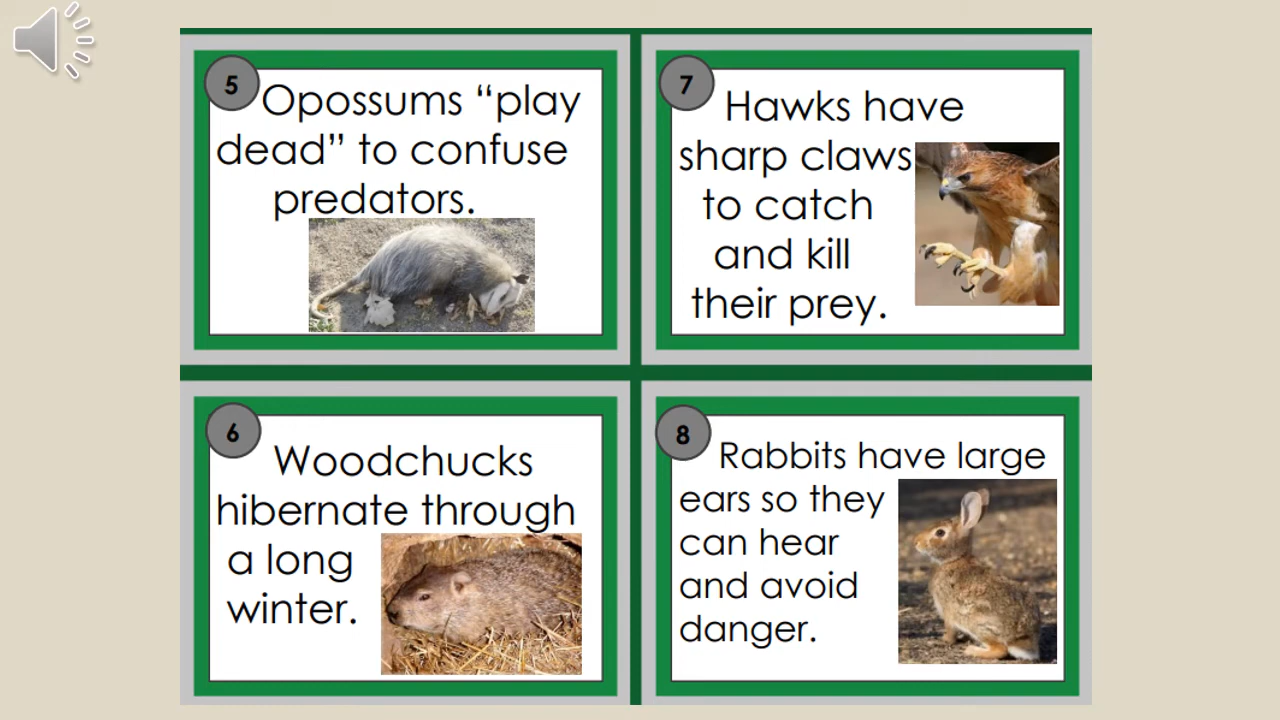 5
Opossums “play
dead” to confuse
predators.
7
Hawks have
sharp claws
to catch
and kill
their prey.
6
Woodchucks
hibernate through
a long
winter.
8
Rabbits have large
ears so they
can hear
and avoid
danger.